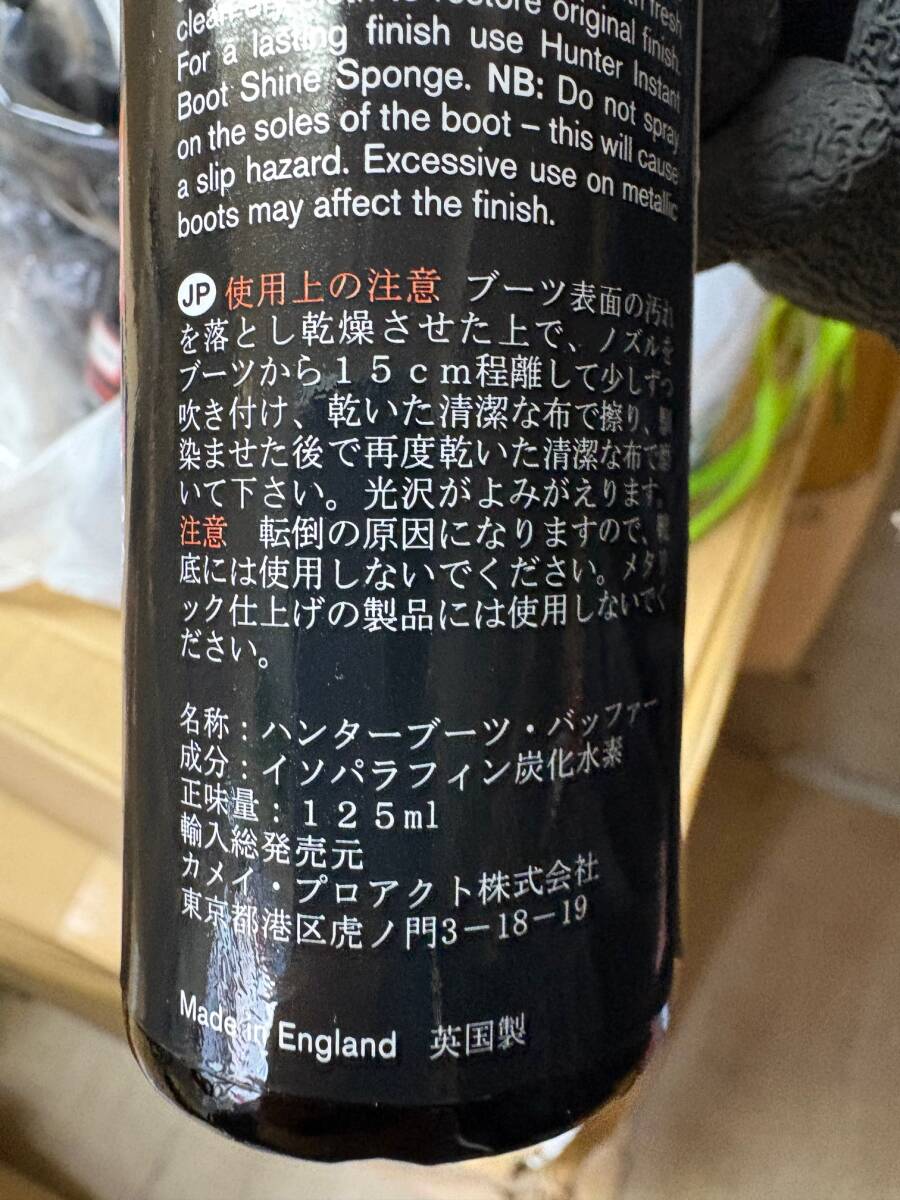 fresh
clean dry cloth to restore original finish.
For a lasting finish use Hunter Instant
Boot Shine Sponge. NB: Do not spray
on the soles of the boot – this will cause
a slip hazard. Excessive use on metallic
boots may affect the finish.
JP 使用上の注意 ブーツ表面の汚れ
を落とし乾燥させた上で、ノズルを
ブーツから15cm程離して少しずつ
吹き付け、乾いた清潔な布で擦り、
染ませた後で再度乾いた清潔な布で
いて下さい。光沢がよみがえります。
注意 転倒の原因になりますので、
底には使用しないでください。メタリ
ック仕上げの製品には使用しないでく
ださい。
名称：ハンターブーツ・バッファー
成分：イソパラフィン炭化水素
正味量：125ml
輸入総発売元
カメイ・プロアクト株式会社
東京都港区虎ノ門3－18－19
Made in England 英国製